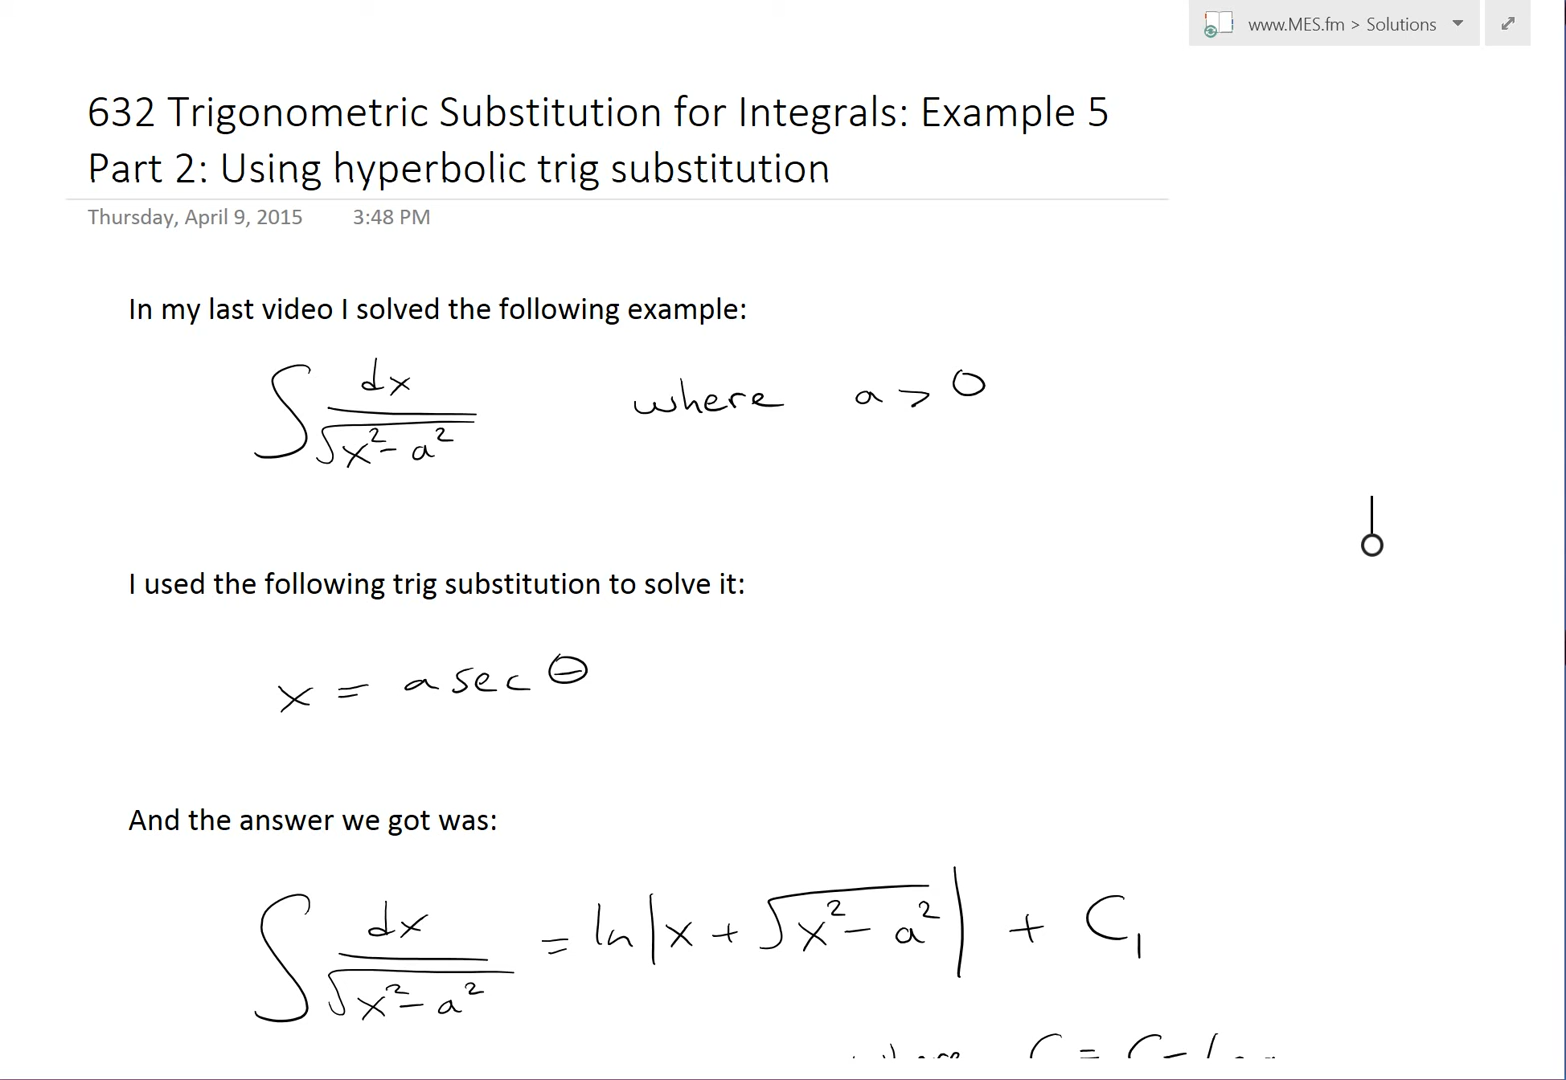 www.MES.fm > Solutions
632 Trigonometric Substitution for Integrals: Example 5
Part 2: Using hyperbolic trig substitution
Thursday, April 9, 2015 3:48 PM
In my last video I solved the following example:
∫ dx / √(x² - a²) where a > 0
I used the following trig substitution to solve it:
x = a sec θ
And the answer we got was:
∫ dx / √(x² - a²) = ln|x + √(x² - a²)| + C₁